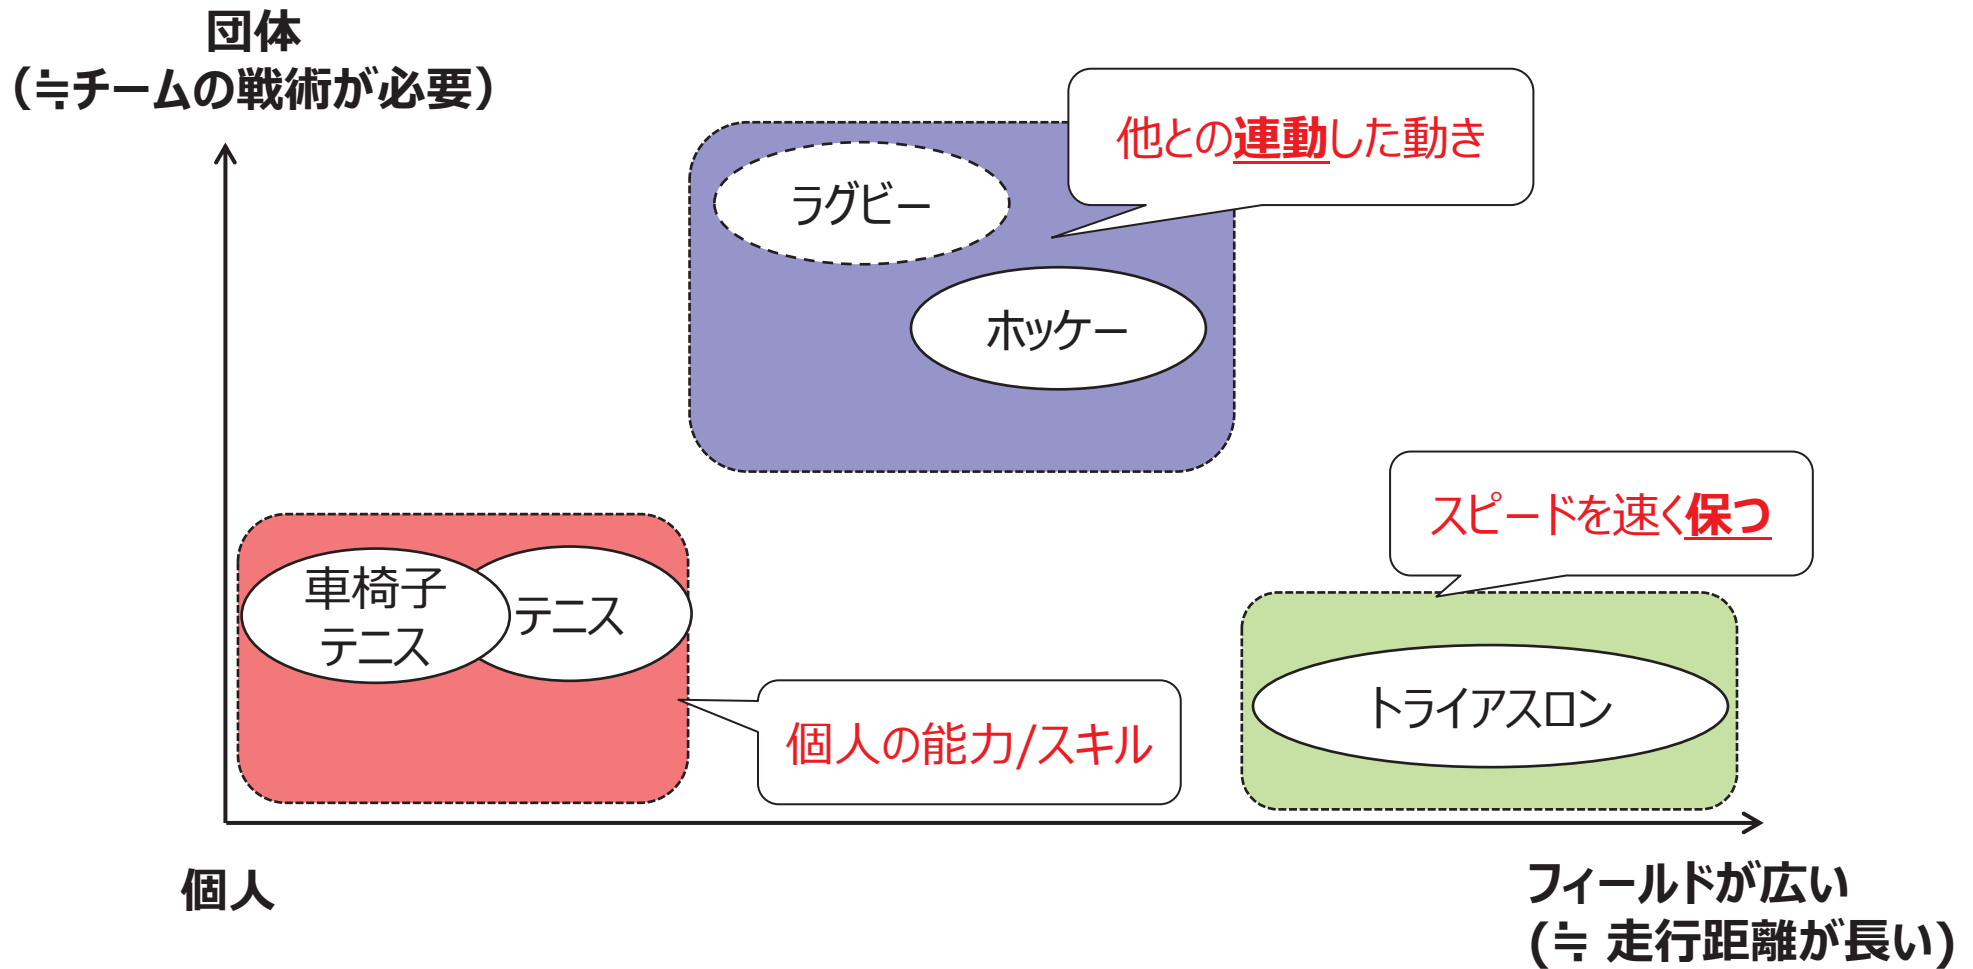 団体
（≒チームの戦術が必要）
他との連動した動き
ラグビー
ホッケー
スピードを速く保つ
車椅子
テニス
テニス
トライアスロン
個人の能力/スキル
個人
フィールドが広い
(≒ 走行距離が長い)